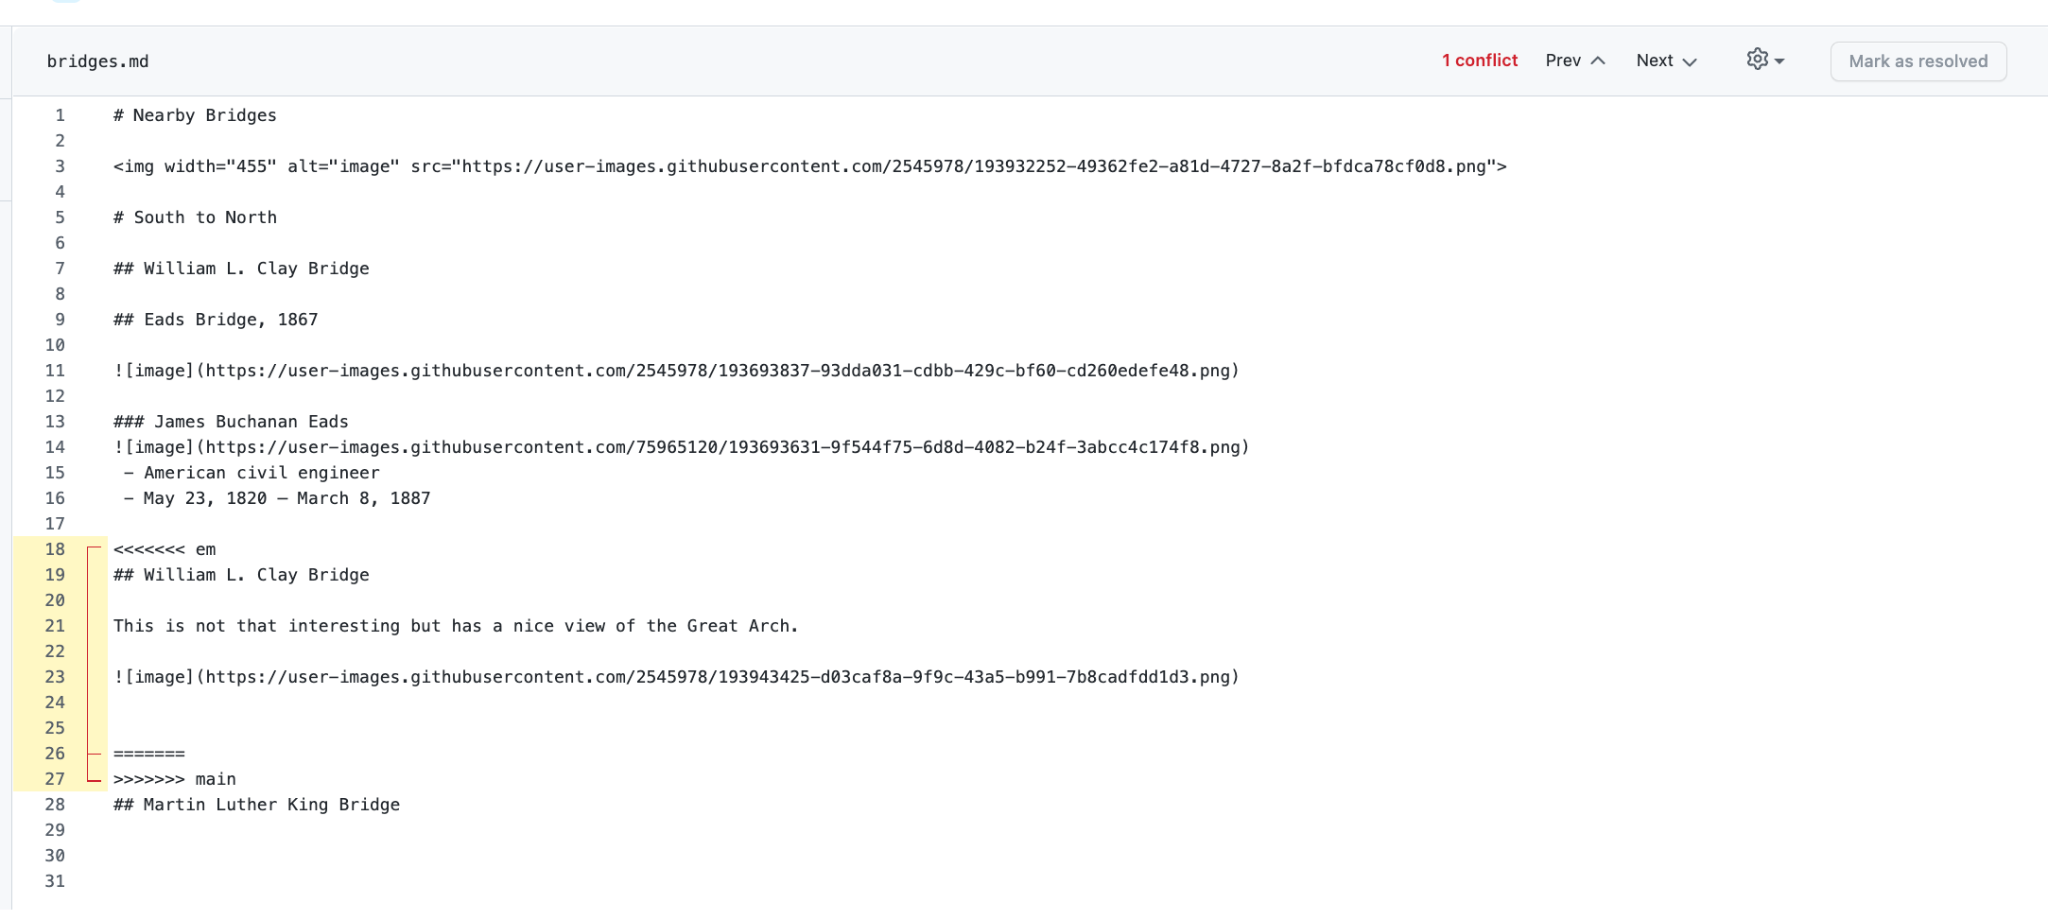 bridges.md
1 conflict Prev Next Mark as resolved
1 # Nearby Bridges
2
3 <img width="455" alt="image" src="https://user-images.githubusercontent.com/2545978/193932252-49362fe2-a81d-4727-8a2f-bfdca78cf0d8.png">
4
5 # South to North
6
7 ## William L. Clay Bridge
8
9 ## Eads Bridge, 1867
10
11 ![image](https://user-images.githubusercontent.com/2545978/193693837-93dda031-cdbb-429c-bf60-cd260edefe48.png)
12
13 ### James Buchanan Eads
14 ![image](https://user-images.githubusercontent.com/75965120/193693631-9f544f75-6d8d-4082-b24f-3abcc4c174f8.png)
15 - American civil engineer
16 - May 23, 1820 – March 8, 1887
17
18 <<<<<<< em
19 ## William L. Clay Bridge
20
21 This is not that interesting but has a nice view of the Great Arch.
22
23 ![image](https://user-images.githubusercontent.com/2545978/193943425-d03caf8a-9f9c-43a5-b991-7b8cadfdd1d3.png)
24
25
26 =======
27 >>>>>>> main
28 ## Martin Luther King Bridge
29
30
31